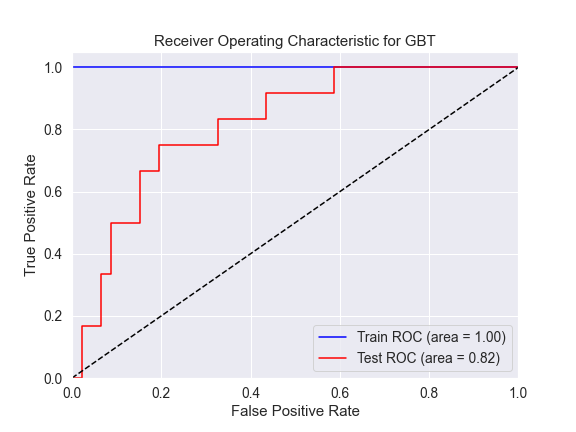 Receiver Operating Characteristic for GBT
True Positive Rate
1.0
0.8
0.6
0.4
0.2
0.0
Train ROC (area = 1.00)
Test ROC (area = 0.82)
0.0 0.2 0.4 0.6 0.8 1.0
False Positive Rate